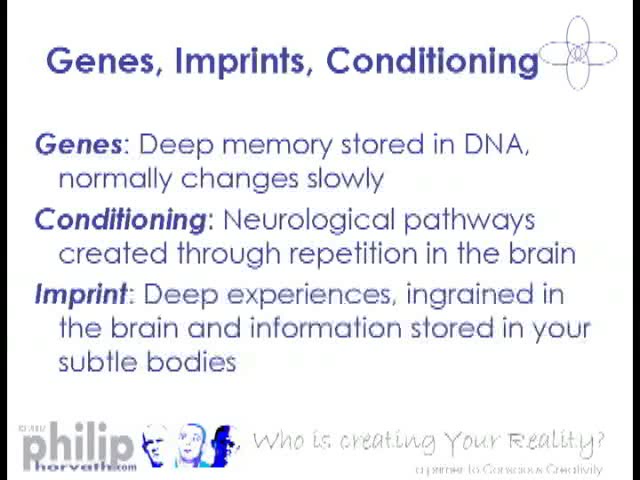 Genes, Imprints, Conditioning
Genes: Deep memory stored in DNA,
normally changes slowly
Conditioning: Neurological pathways
created through repetition in the brain
Imprint: Deep experiences, ingrained in
the brain and information stored in your
subtle bodies
philip
horvath.com
Who is creating Your Reality?
a primer to Conscious Creativity